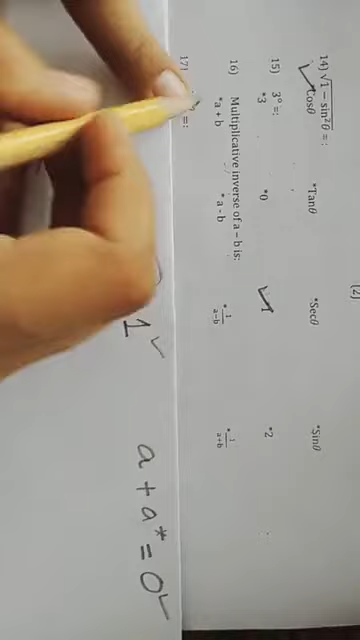 (2)
14) √1 − sin²θ =:
Cosθ *Tanθ *Secθ *Sinθ
15) 3⁰ =:
*3 *0 1 *2
16) Multiplicative inverse of a – b is:
*a + b *a - b *1/a−b *1/a+b
17) =:
1 ✓
a + a* = 0 ✓